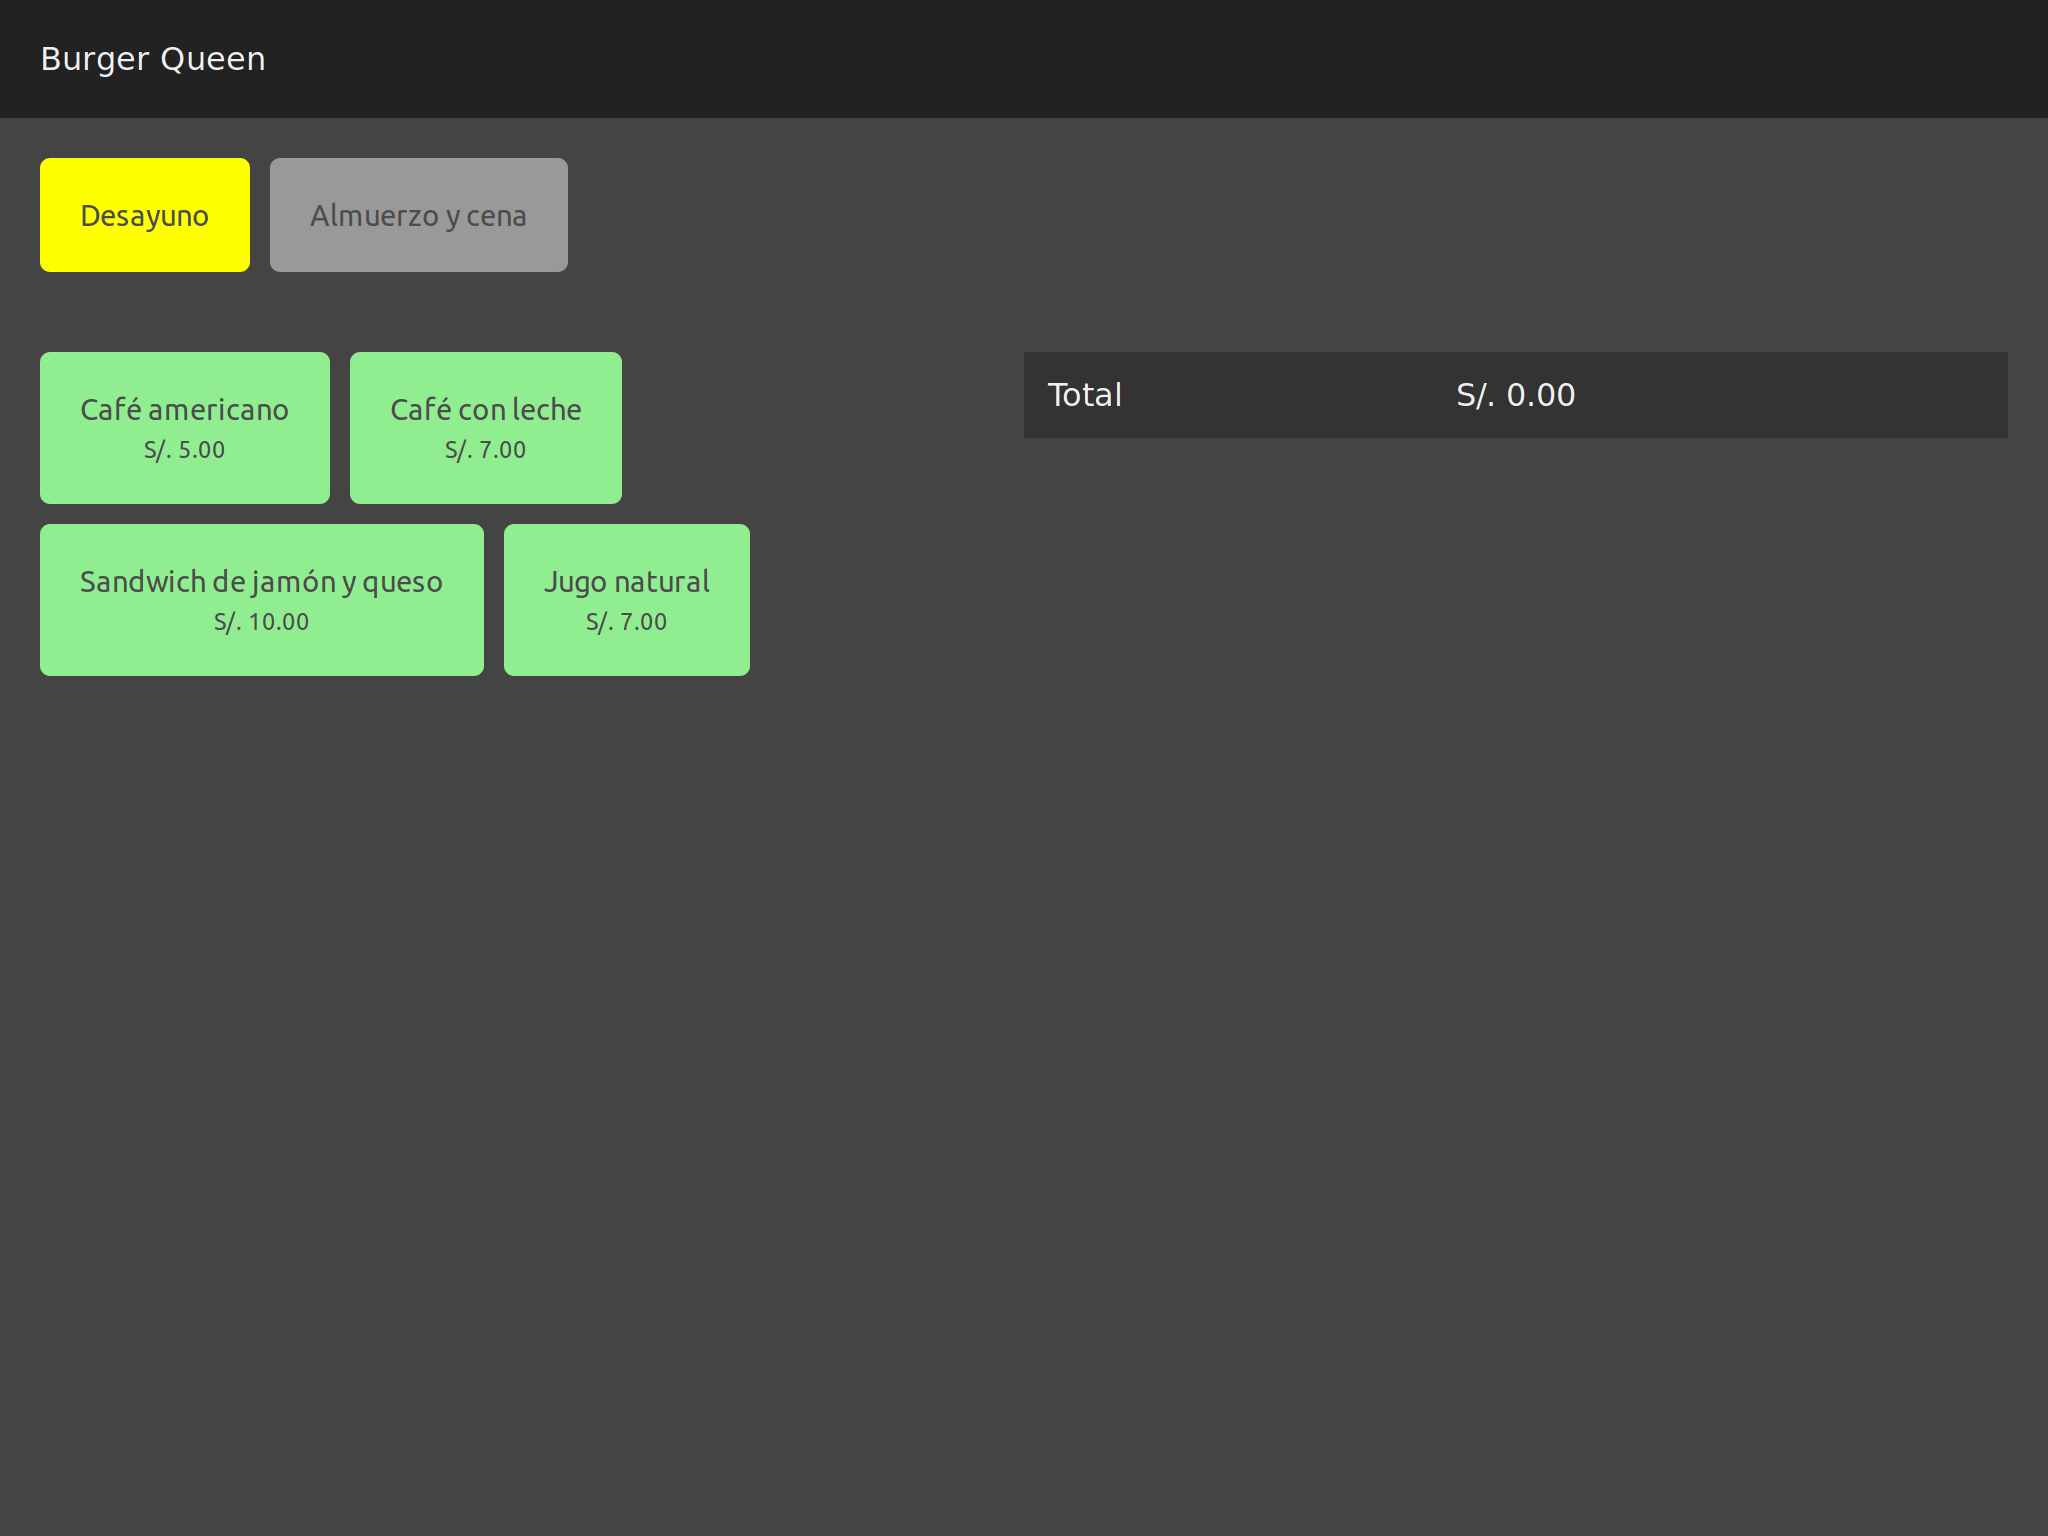 Burger Queen
Desayuno
Almuerzo y cena
Café americano
S/. 5.00
Café con leche
S/. 7.00
Sandwich de jamón y queso
S/. 10.00
Jugo natural
S/. 7.00
Total S/. 0.00